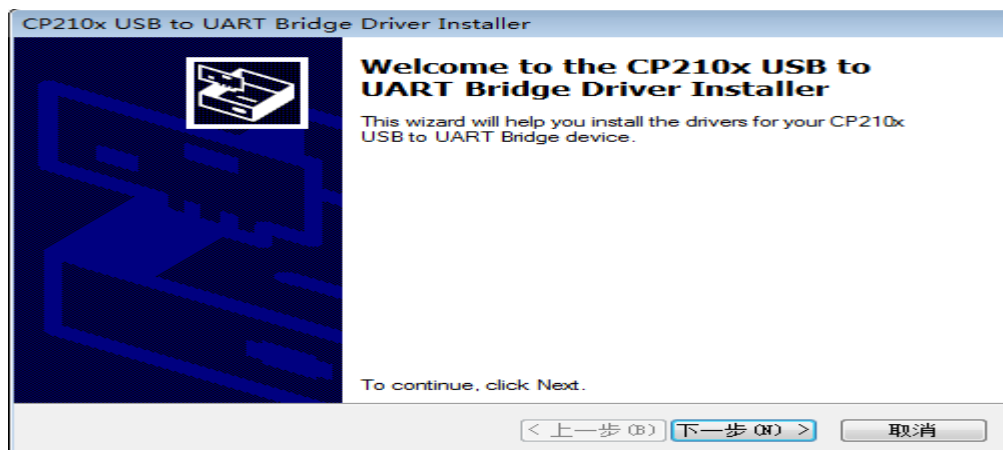 CP210x USB to UART Bridge Driver Installer
Welcome to the CP210x USB to
UART Bridge Driver Installer
This wizard will help you install the drivers for your CP210x
USB to UART Bridge device.
To continue, click Next.
< 上一步(B) 下一步(N) > 取消